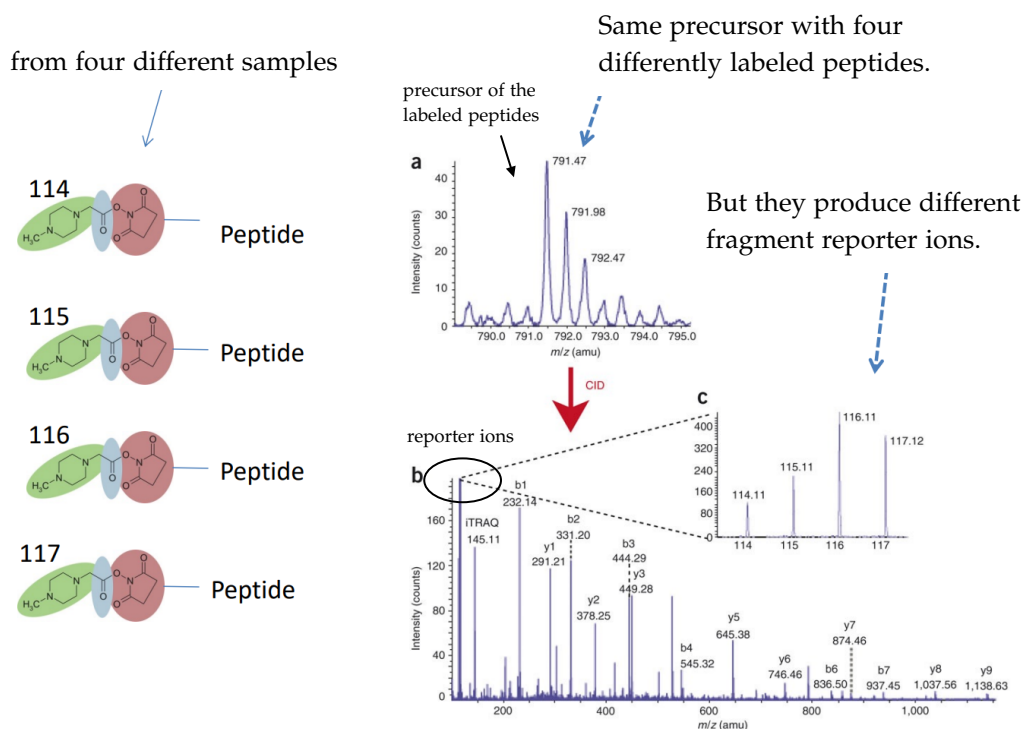 from four different samples
114
N
N
O
O
O
N
O
H₃C
Peptide
115
N
N
O
O
O
N
O
H₃C
Peptide
116
N
N
O
O
O
N
O
H₃C
Peptide
117
N
N
O
O
O
N
O
H₃C
Peptide
Same precursor with four
differently labeled peptides.
precursor of the
labeled peptides
a
791.47
791.98
792.47
40
30
20
10
0
Intensity (counts)
790.0 791.0 792.0 793.0 794.0 795.0
m/z (amu)
CID
But they produce different
fragment reporter ions.
c
116.11
117.12
115.11
114.11
400
320
240
160
80
0
114 115 116 117
reporter ions
b
b1
232.14
iTRAQ
145.11
y1
291.21
b2
331.20
b3
444.29
y3
449.28
y2
378.25
b4
545.32
y5
645.38
y6
746.46
y7
874.46
b6
836.50
b7
937.45
y8
1,037.56
y9
1,138.63
160
120
80
40
0
Intensity (counts)
200 400 600 800 1,000
m/z (amu)